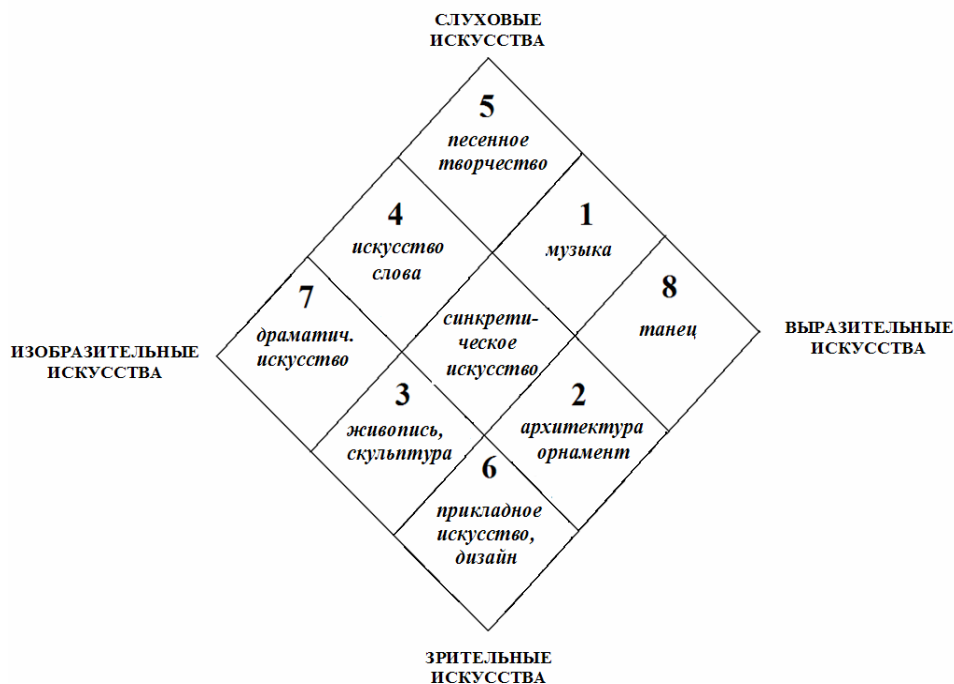 СЛУХОВЫЕ
ИСКУССТВА
5
песенное
творчество
4
искусство
слова
1
музыка
7
драматич.
искусство
синкрети-
ческое
искусство
8
танец
ИЗОБРАЗИТЕЛЬНЫЕ
ИСКУССТВА
ВЫРАЗИТЕЛЬНЫЕ
ИСКУССТВА
3
живопись,
скульптура
2
архитектура
орнамент
6
прикладное
искусство,
дизайн
ЗРИТЕЛЬНЫЕ
ИСКУССТВА